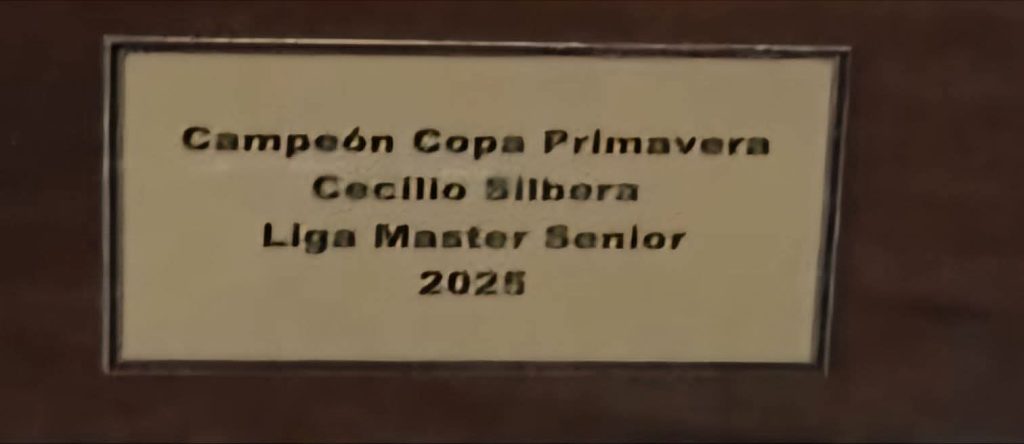 Campeón Copa Primavera
Cecilio Silbera
Liga Master Senior
2025